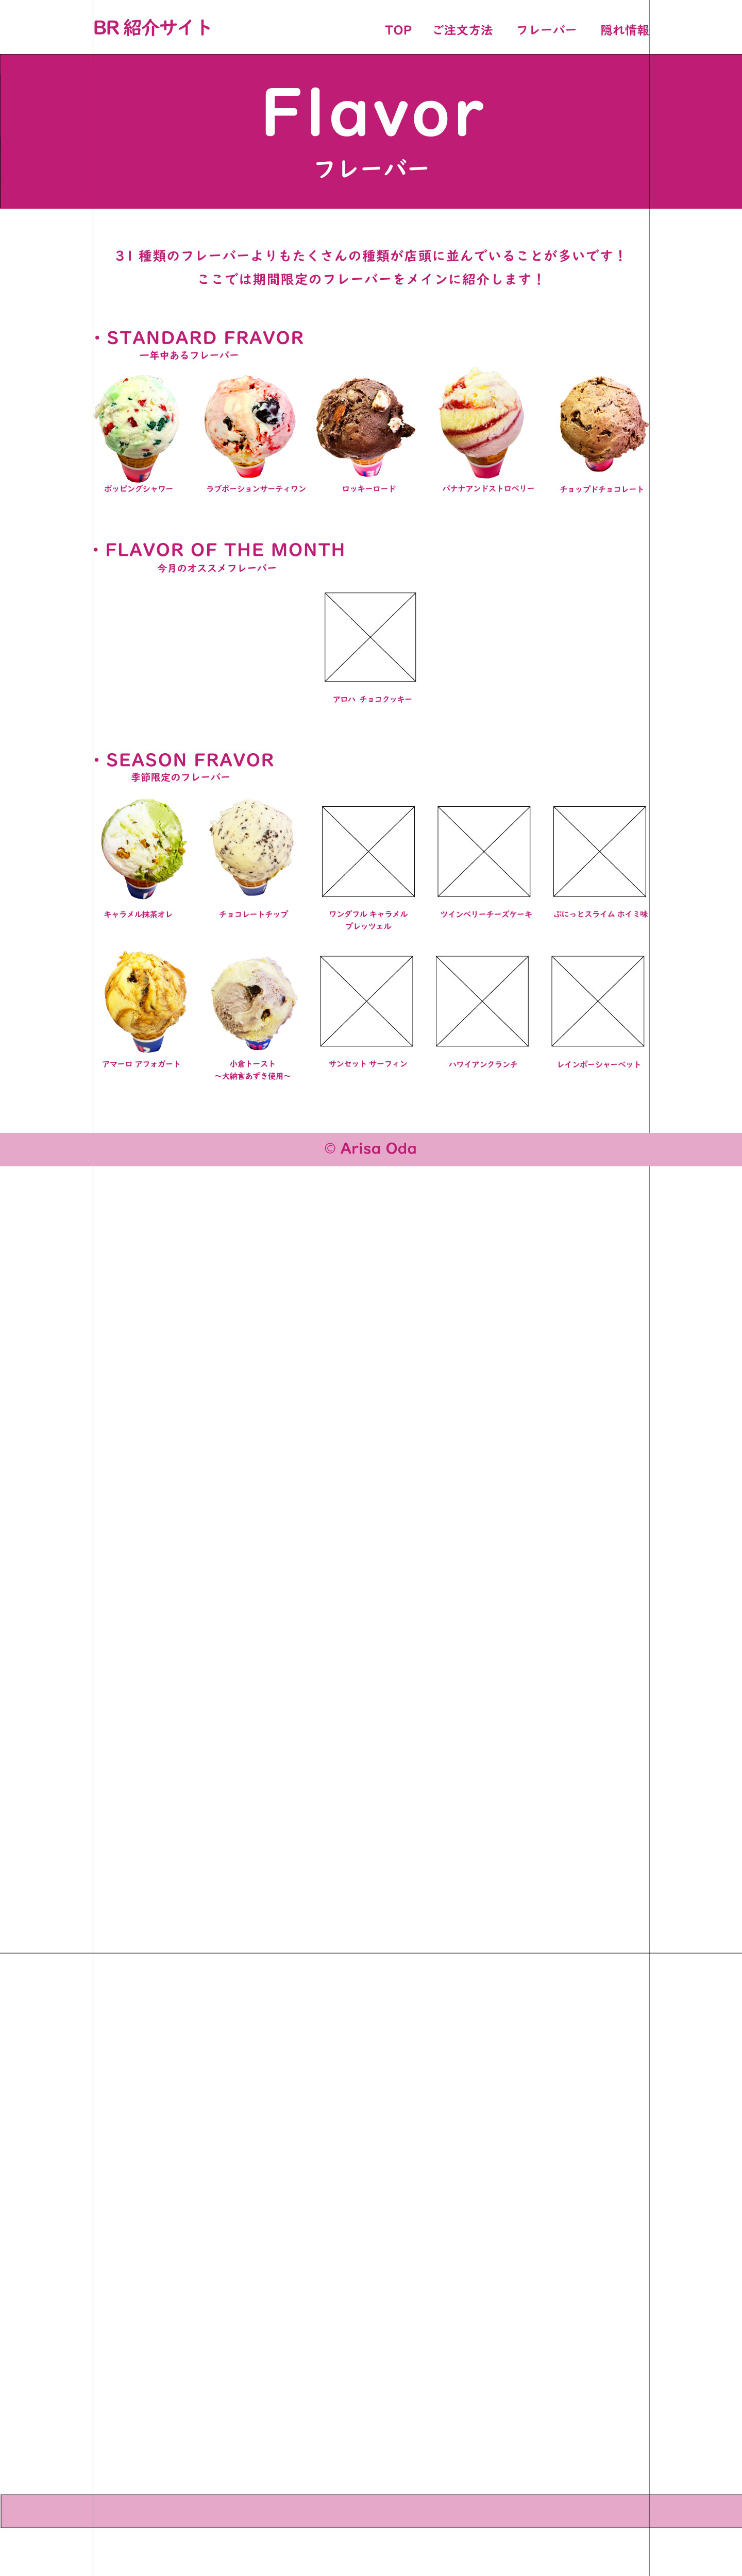 BR 紹介サイト
TOP ご注文方法 フレーバー 隠れ情報
Flavor
フレーバー
31 種類のフレーバーよりもたくさんの種類が店頭に並んでいることが多いです！
ここでは期間限定のフレーバーをメインに紹介します！
・STANDARD FRAVOR
一年中あるフレーバー
ポッピングシャワー ラブポーションサーティワン ロッキーロード バナナアンドストロベリー チョップドチョコレート
・FLAVOR OF THE MONTH
今月のオススメフレーバー
アロハ チョコクッキー
・SEASON FRAVOR
季節限定のフレーバー
キャラメル抹茶オレ チョコレートチップ ワンダフル キャラメル ツインベリーチーズケーキ ぷにっとスライム ホイミ味
プレッツェル
アマーロ アフォガート 小倉トースト サンセット サーフィン ハワイアンクランチ レインボーシャーベット
～大納言あずき使用～
© Arisa Oda